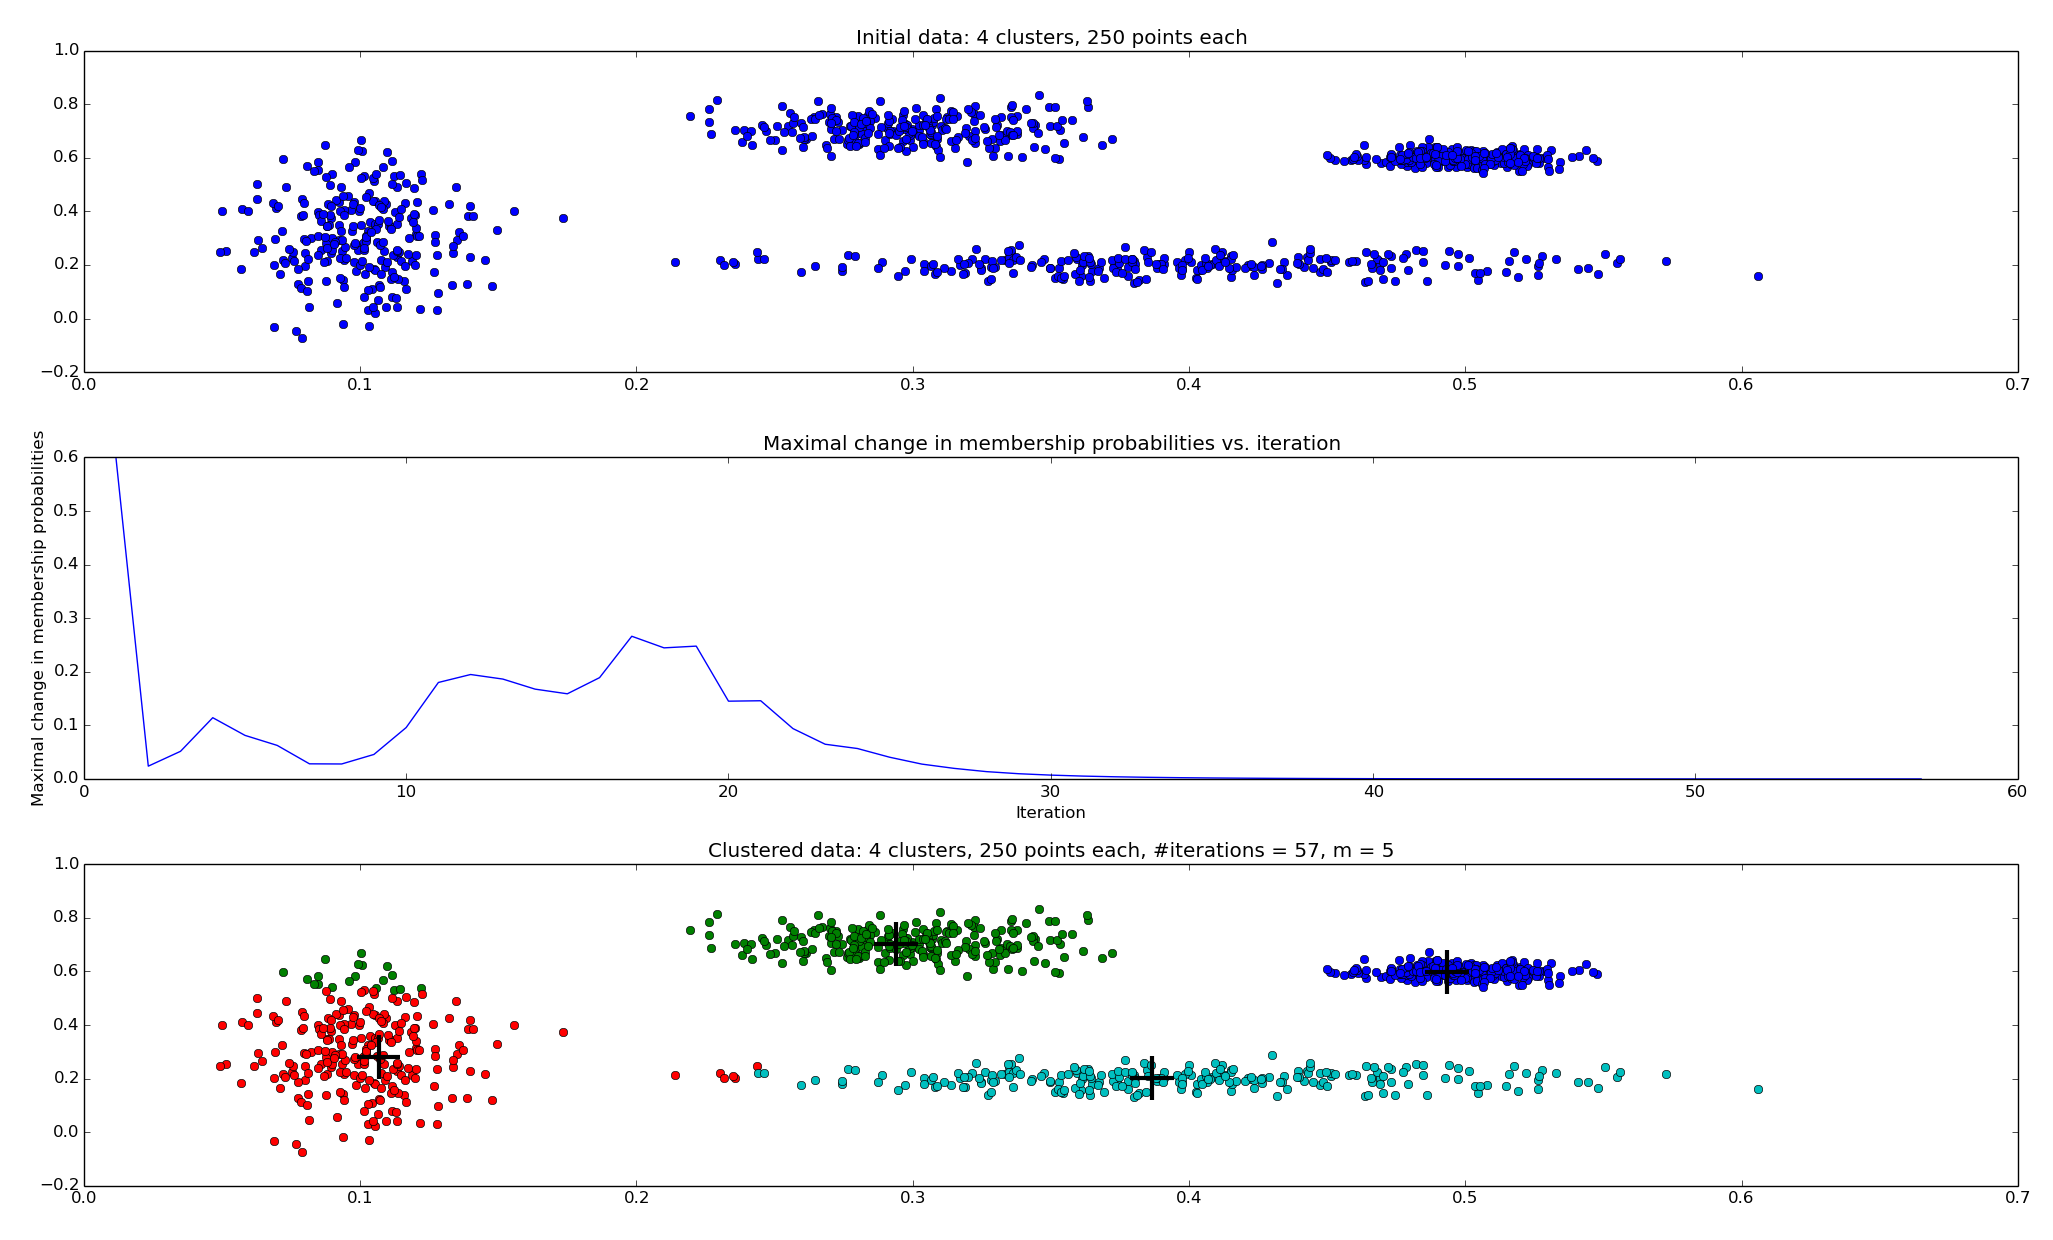 Initial data: 4 clusters, 250 points each
1.0
0.8
0.6
0.4
0.2
0.0
−0.2
0.0 0.1 0.2 0.3 0.4 0.5 0.6 0.7
Maximal change in membership probabilities vs. iteration
Maximal change in membership probabilities
0.6
0.5
0.4
0.3
0.2
0.1
0.0
0 10 20 30 40 50 60
Iteration
Clustered data: 4 clusters, 250 points each, #iterations = 57, m = 5
1.0
0.8
0.6
0.4
0.2
0.0
−0.2
0.0 0.1 0.2 0.3 0.4 0.5 0.6 0.7